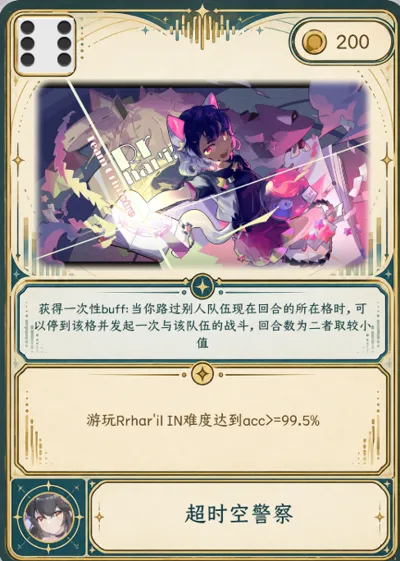 200
Rr
har'il
获得一次性buff:当你路过别人队伍现在回合的所在格时,可
以停到该格并发起一次与该队伍的战斗,回合数为二者取较小
值
游玩Rrhar'il IN难度达到acc>=99.5%
超时空警察